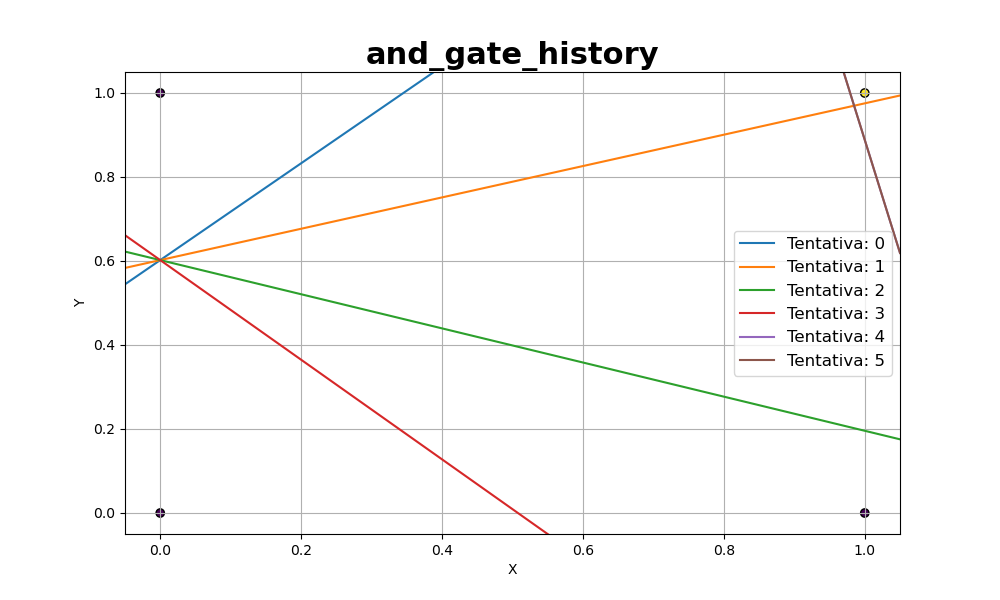 and_gate_history
1.0
0.8
0.6
0.4
0.2
0.0
Y
Tentativa: 0
Tentativa: 1
Tentativa: 2
Tentativa: 3
Tentativa: 4
Tentativa: 5
0.0 0.2 0.4 0.6 0.8 1.0
X